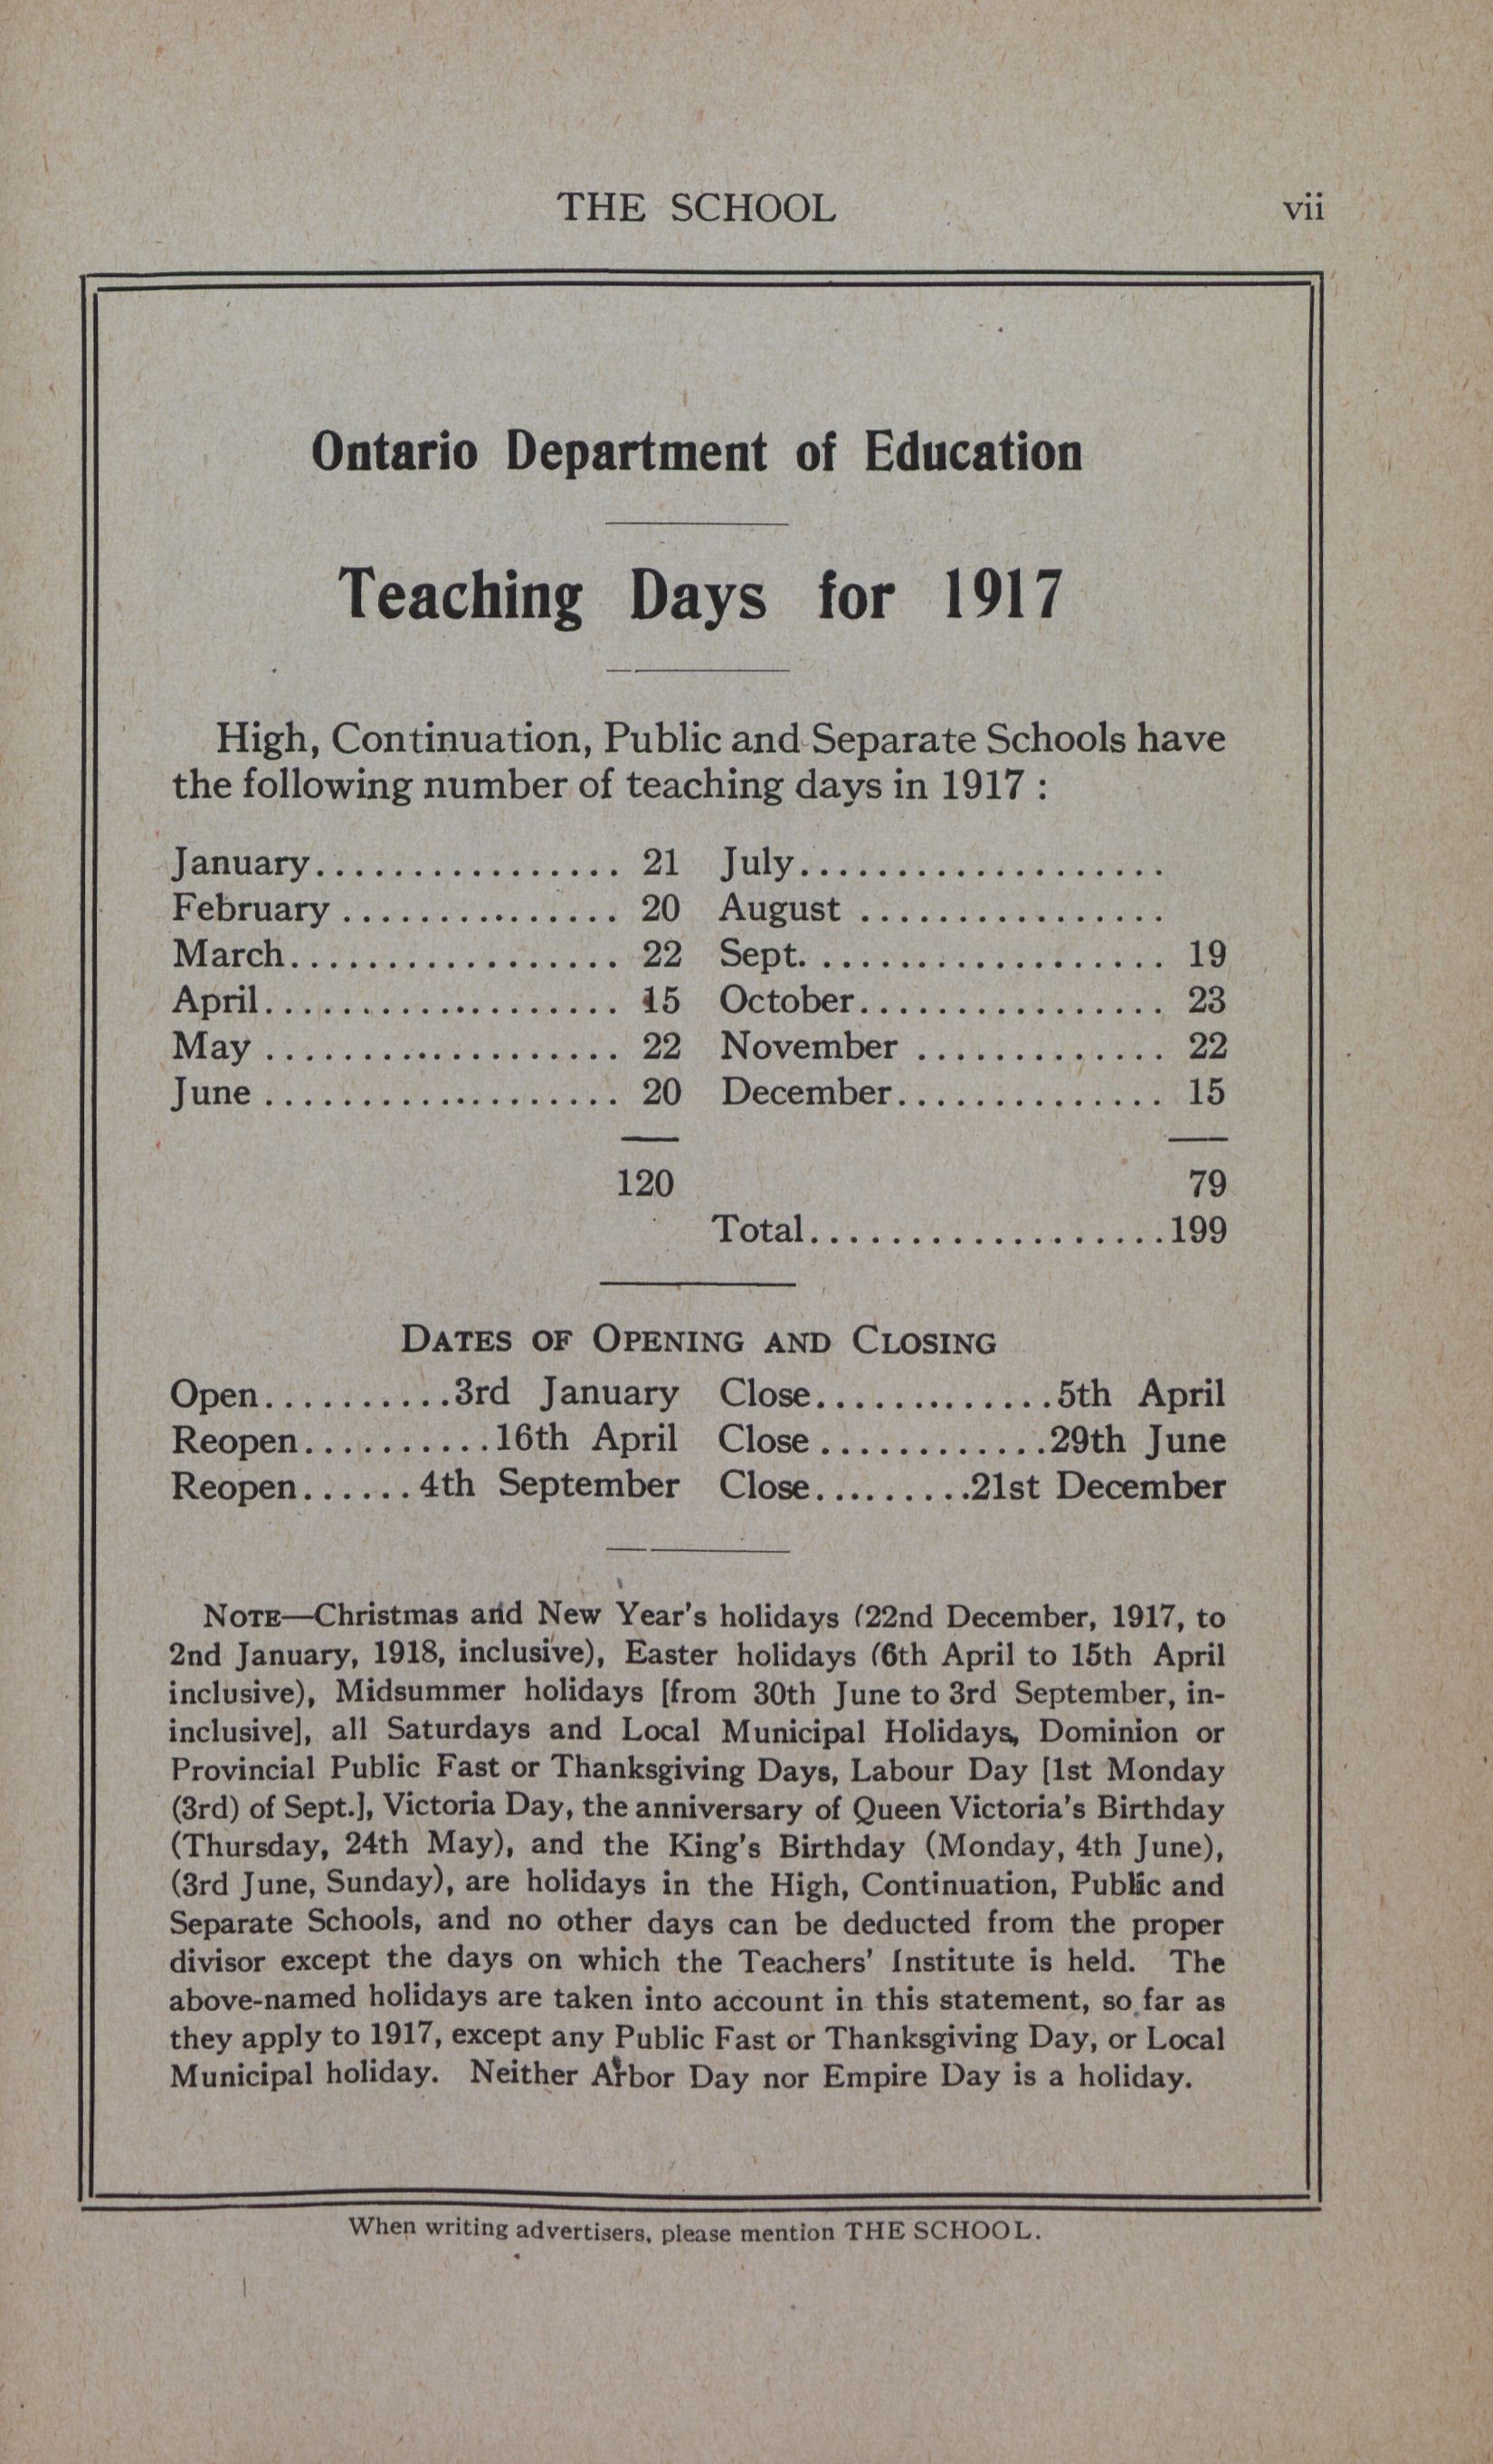 THE SCHOOL vii
Ontario Department of Education
Teaching Days for 1917
High, Continuation, Public and Separate Schools have
the following number of teaching days in 1917 :
January................ 21 July...................
February ............... 20 August ................
March................. 22 Sept. .................. 19
April................... 15 October................ 23
May ................... 22 November ............. 22
June ................... 20 December.............. 15
120 79
Total...................199
DATES OF OPENING AND CLOSING
Open..........3rd January Close.............5th April
Reopen..........16th April Close............29th June
Reopen......4th September Close.........21st December
NOTE—Christmas and New Year's holidays (22nd December, 1917, to
2nd January, 1918, inclusive), Easter holidays (6th April to 15th April
inclusive), Midsummer holidays [from 30th June to 3rd September, in-
inclusive], all Saturdays and Local Municipal Holidays, Dominion or
Provincial Public Fast or Thanksgiving Days, Labour Day [1st Monday
(3rd) of Sept.], Victoria Day, the anniversary of Queen Victoria's Birthday
(Thursday, 24th May), and the King's Birthday (Monday, 4th June),
(3rd June, Sunday), are holidays in the High, Continuation, Public and
Separate Schools, and no other days can be deducted from the proper
divisor except the days on which the Teachers' Institute is held. The
above-named holidays are taken into account in this statement, so far as
they apply to 1917, except any Public Fast or Thanksgiving Day, or Local
Municipal holiday. Neither Arbor Day nor Empire Day is a holiday.
When writing advertisers, please mention THE SCHOOL.